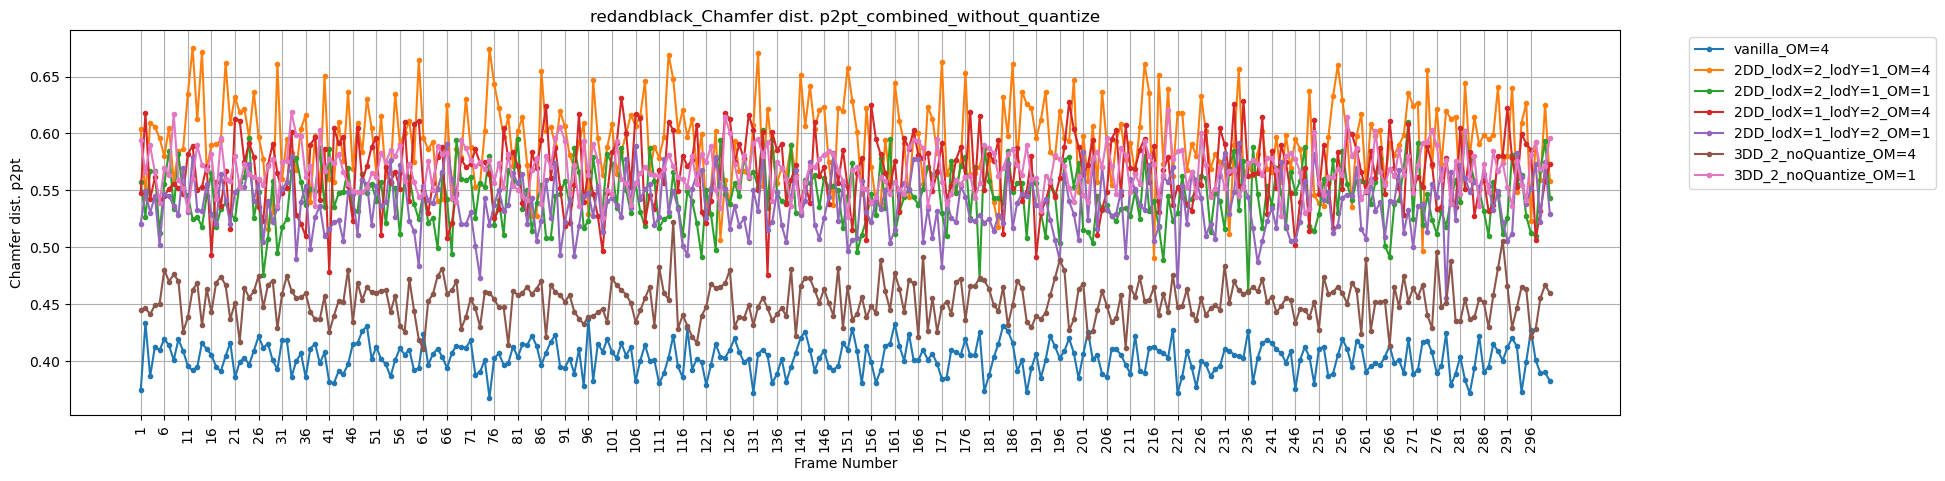 redandblack_Chamfer dist. p2pt_combined_without_quantize
Chamfer dist. p2pt
0.65
0.60
0.55
0.50
0.45
0.40
1 6 11 16 21 26 31 36 41 46 51 56 61 66 71 76 81 86 91 96 101 106 111 116 121 126 131 136 141 146 151 156 161 166 171 176 181 186 191 196 201 206 211 216 221 226 231 236 241 246 251 256 261 266 271 276 281 286 291 296
Frame Number
vanilla_OM=4
2DD_lodX=2_lodY=1_OM=4
2DD_lodX=2_lodY=1_OM=1
2DD_lodX=1_lodY=2_OM=4
2DD_lodX=1_lodY=2_OM=1
3DD_2_noQuantize_OM=4
3DD_2_noQuantize_OM=1